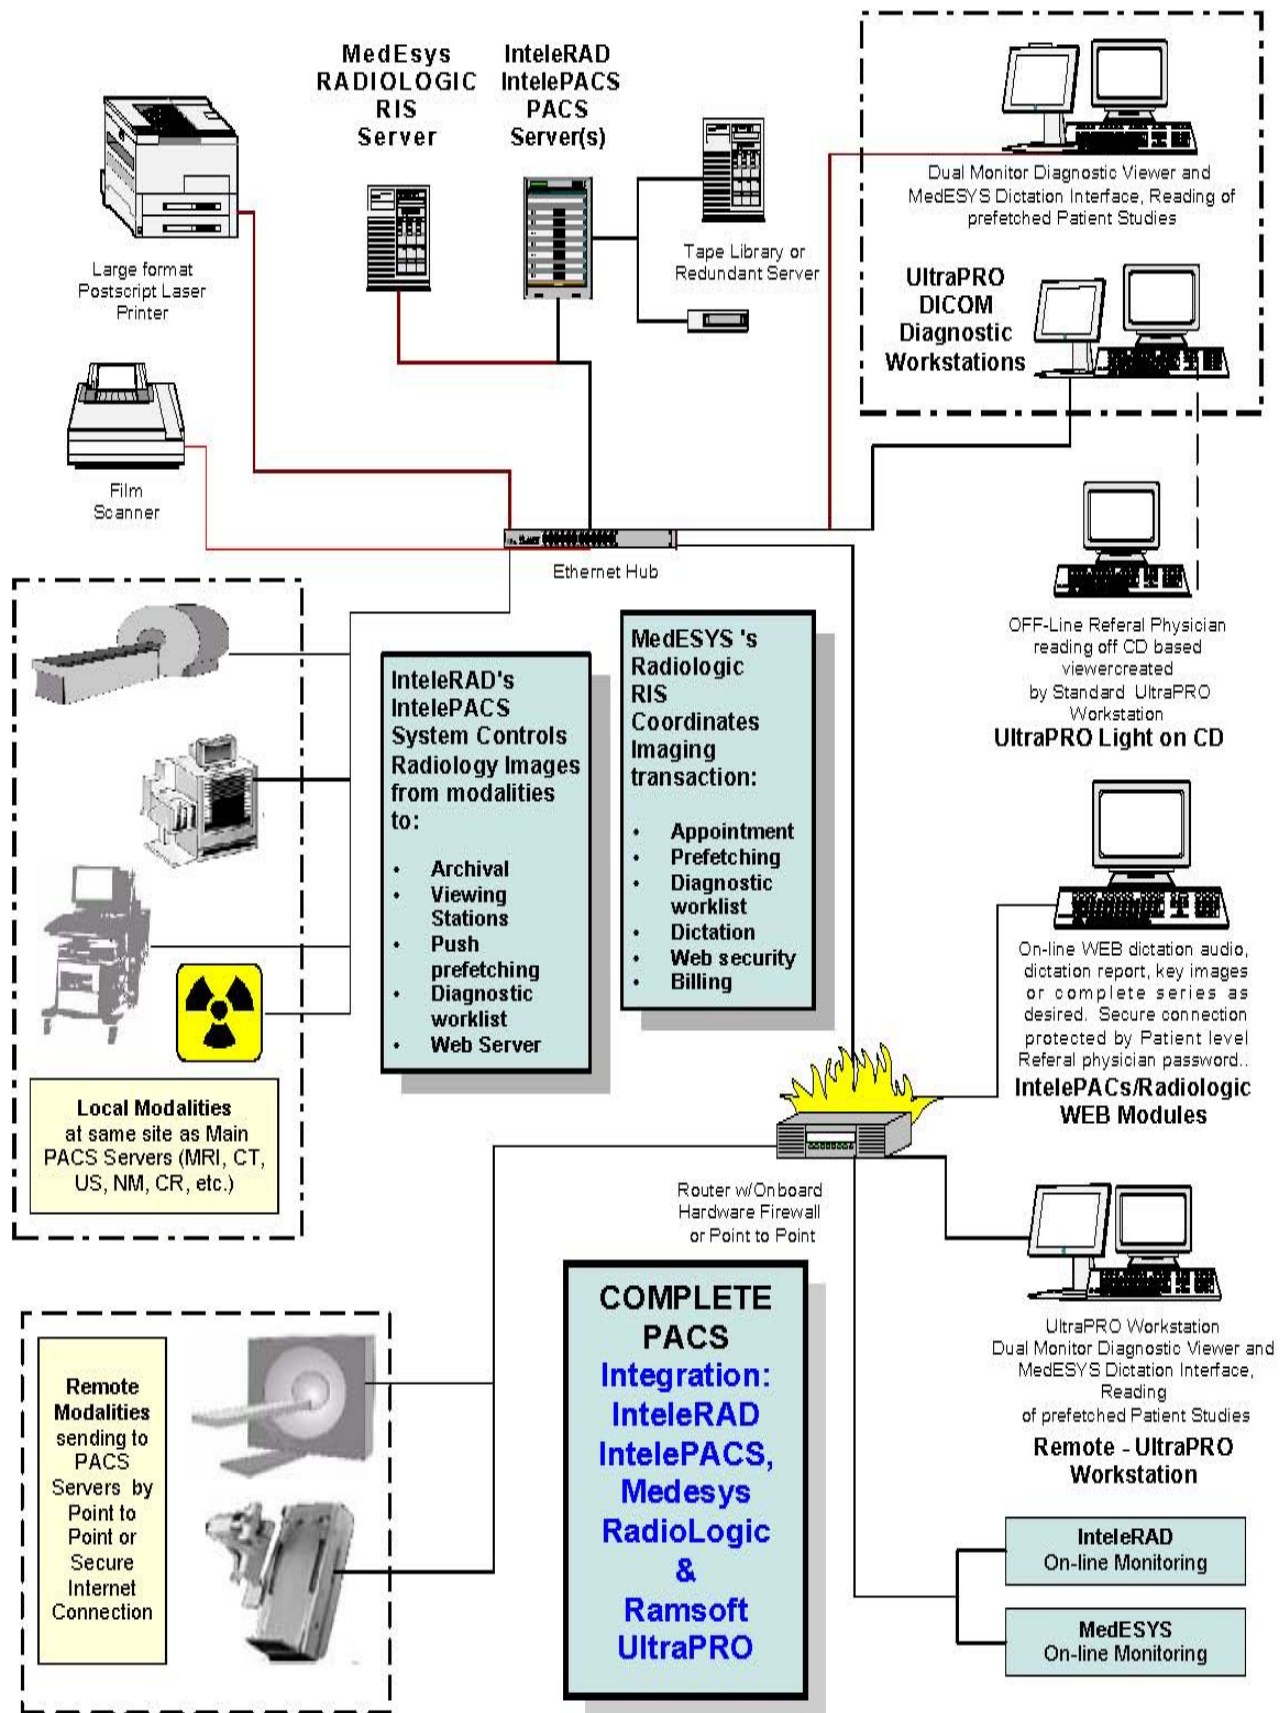 MedEsys
RADIOLOGIC
RIS
Server
InteleRAD
IntelePACS
PACS
Server(s)
Large format
Postscript Laser
Printer
Tape Library or
Redundant Server
Dual Monitor Diagnostic Viewer and
MedESYS Dictation Interface, Reading of
prefetched Patient Studies
UltraPRO
DICOM
Diagnostic
Workstations
Film
Scanner
Ethernet Hub
OFF-Line Referal Physician
reading off CD based
viewercreated
by Standard UltraPRO
Workstation
UltraPRO Light on CD
InteleRAD's
IntelePACS
System Controls
Radiology Images
from modalities
to:
• Archival
• Viewing
Stations
• Push
prefetching
• Diagnostic
worklist
• Web Server
MedESYS 's
Radiologic
RIS
Coordinates
Imaging
transaction:
• Appointment
• Prefetching
• Diagnostic
worklist
• Dictation
• Web security
• Billing
On-line WEB dictation audio,
dictation report, key images
or complete series as
desired. Secure connection
protected by Patient level
Referal physician password..
IntelePACs/Radiologic
WEB Modules
Local Modalities
at same site as Main
PACS Servers (MRI, CT,
US, NM, CR, etc.)
Router w/Onboard
Hardware Firewall
or Point to Point
UltraPRO Workstation
Dual Monitor Diagnostic Viewer and
MedESYS Dictation Interface,
Reading
of prefetched Patient Studies
Remote - UltraPRO
Workstation
Remote
Modalities
sending to
PACS
Servers by
Point to
Point or
Secure
Internet
Connection
COMPLETE
PACS
Integration:
InteleRAD
IntelePACS,
Medesys
RadioLogic
&
Ramsoft
UltraPRO
InteleRAD
On-line Monitoring
MedESYS
On-line Monitoring